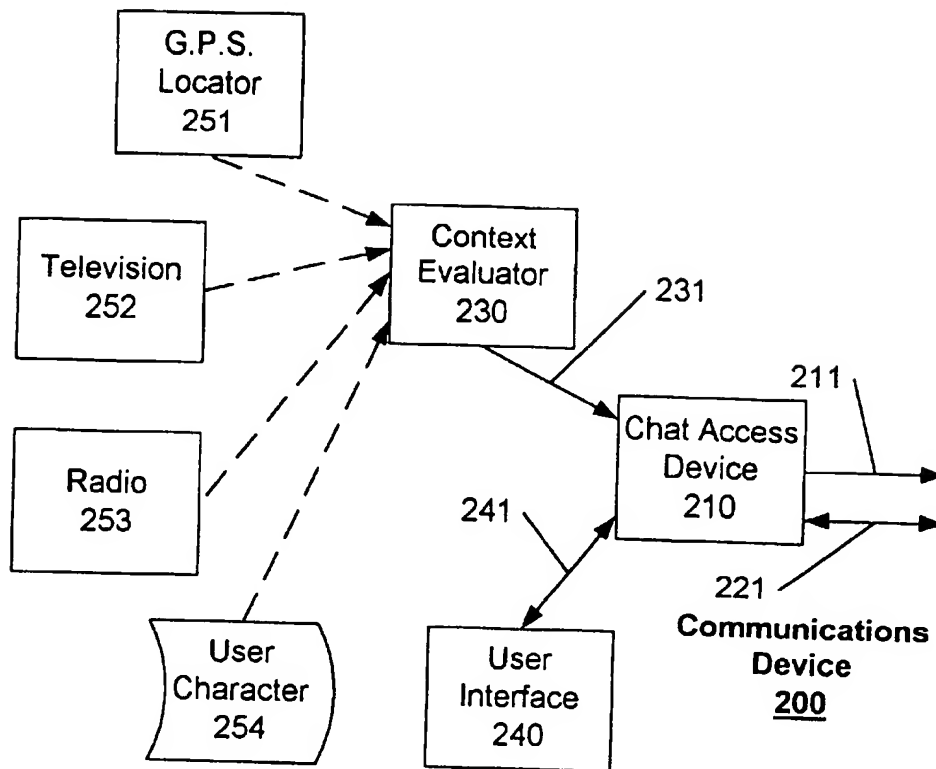 G.P.S.
Locator
251
Television
252
Context
Evaluator
230
231
211
Radio
253
Chat Access
Device
210
241
221
User
Character
254
User
Interface
240
Communications
Device
200